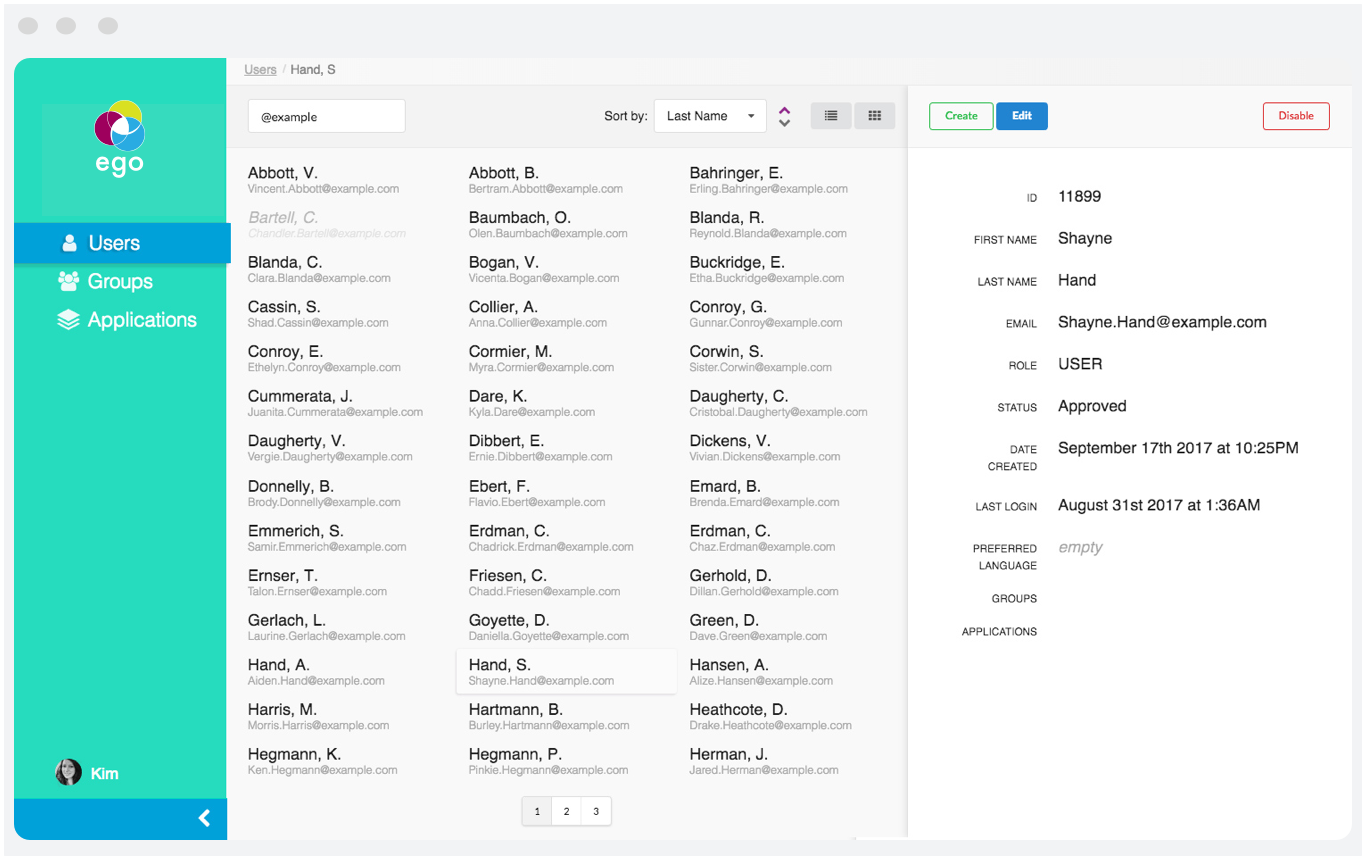 Users / Hand, S
ego
Users
Groups
Applications
Kim
@example
Sort by: Last Name
Abbott, V. Abbott, B. Bahringer, E.
Vincent.Abbott@example.com Bertram.Abbott@example.com Erling.Bahringer@example.com
Bartell, C. Baumbach, O. Blanda, R.
Chandler.Bartell@example.com Olen.Baumbach@example.com Reynold.Blanda@example.com
Blanda, C. Bogan, V. Buckridge, E.
Clara.Blanda@example.com Vicenta.Bogan@example.com Etha.Buckridge@example.com
Cassin, S. Collier, A. Conroy, G.
Shad.Cassin@example.com Anna.Collier@example.com Gunnar.Conroy@example.com
Conroy, E. Cormier, M. Corwin, S.
Ethelyn.Conroy@example.com Myra.Cormier@example.com Sister.Corwin@example.com
Cummerata, J. Dare, K. Daugherty, C.
Juanita.Cummerata@example.com Kyla.Dare@example.com Cristobal.Daugherty@example.com
Daugherty, V. Dibbert, E. Dickens, V.
Vergie.Daugherty@example.com Ernie.Dibbert@example.com Vivian.Dickens@example.com
Donnelly, B. Ebert, F. Emard, B.
Brody.Donnelly@example.com Flavio.Ebert@example.com Brenda.Emard@example.com
Emmerich, S. Erdman, C. Erdman, C.
Samir.Emmerich@example.com Chadrick.Erdman@example.com Chaz.Erdman@example.com
Ernser, T. Friesen, C. Gerhold, D.
Talon.Ernser@example.com Chadd.Friesen@example.com Dillan.Gerhold@example.com
Gerlach, L. Goyette, D. Green, D.
Laurine.Gerlach@example.com Daniella.Goyette@example.com Dave.Green@example.com
Hand, A. Hand, S. Hansen, A.
Aiden.Hand@example.com Shayne.Hand@example.com Alize.Hansen@example.com
Harris, M. Hartmann, B. Heathcote, D.
Morris.Harris@example.com Burley.Hartmann@example.com Drake.Heathcote@example.com
Hegmann, K. Hegmann, P. Herman, J.
Ken.Hegmann@example.com Pinkie.Hegmann@example.com Jared.Herman@example.com
1 2 3
Create Edit Disable
ID 11899
FIRST NAME Shayne
LAST NAME Hand
EMAIL Shayne.Hand@example.com
ROLE USER
STATUS Approved
DATE September 17th 2017 at 10:25PM
CREATED
LAST LOGIN August 31st 2017 at 1:36AM
PREFERRED empty
LANGUAGE
GROUPS
APPLICATIONS